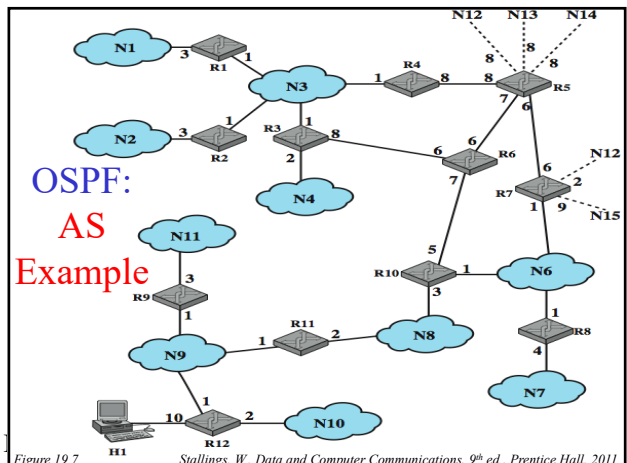 N12 N13 N14
8 8 8
N1 3 R1 1
N3 1 R4 8 8 R5
7 6
N2 3 R2 1
R3 1 8
2
6 6 R6
7
N12
6 2
R7
1 9
N15
OSPF:
AS
Example
N4
N11
5
R10 1 N6
3
3
R9
1
1
R8
4
R11
1 2
N8
N9
N7
1
10 2 N10
H1 R12
Figure 19.7 Stallings, W., Data and Computer Communications, 9th ed., Prentice Hall, 2011